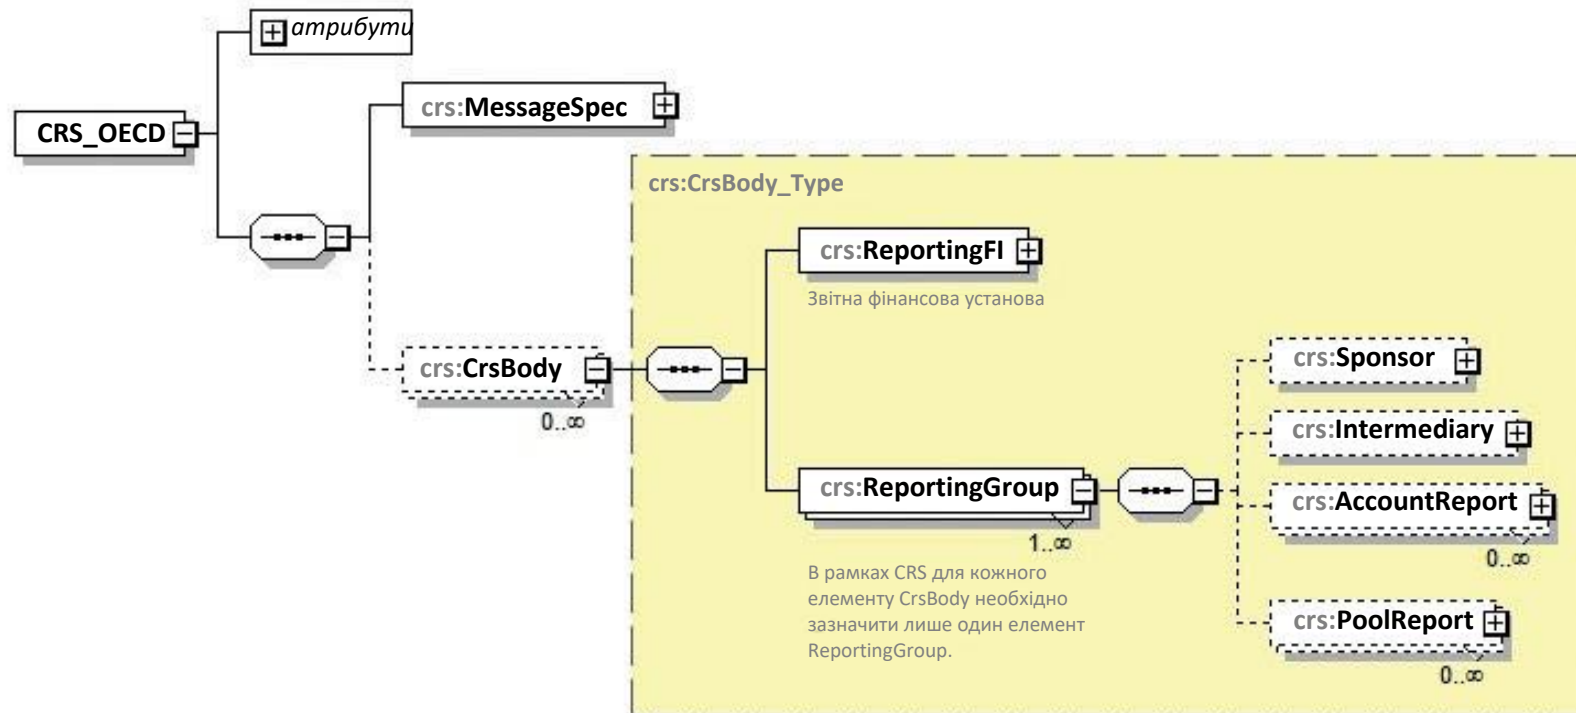 атрибути
crs:MessageSpec
CRS_OECD
crs:CrsBody_Type
crs:ReportingFI
Звітна фінансова установа
crs:CrsBody
0..∞
crs:Sponsor
crs:Intermediary
crs:ReportingGroup
1..∞
crs:AccountReport
0..∞
В рамках CRS для кожного
елементу CrsBody необхідно
зазначити лише один елемент
ReportingGroup.
crs:PoolReport
0..∞